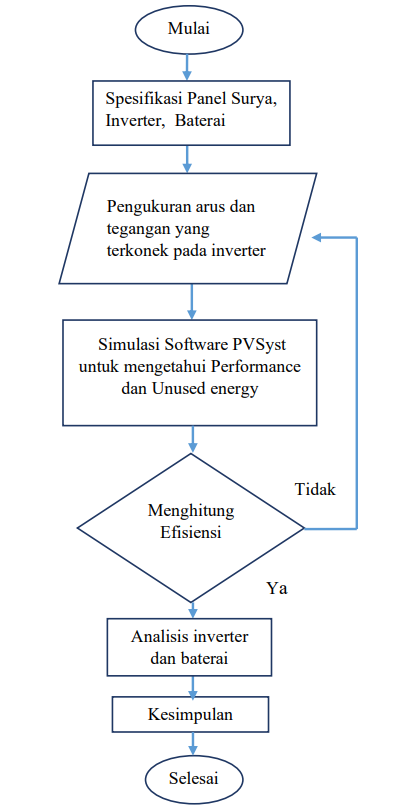 Mulai
Spesifikasi Panel Surya,
Inverter, Baterai
Pengukuran arus dan
tegangan yang
terkonek pada inverter
Simulasi Software PVSyst
untuk mengetahui Performance
dan Unused energy
Tidak
Menghitung
Efisiensi
Ya
Analisis inverter
dan baterai
Kesimpulan
Selesai